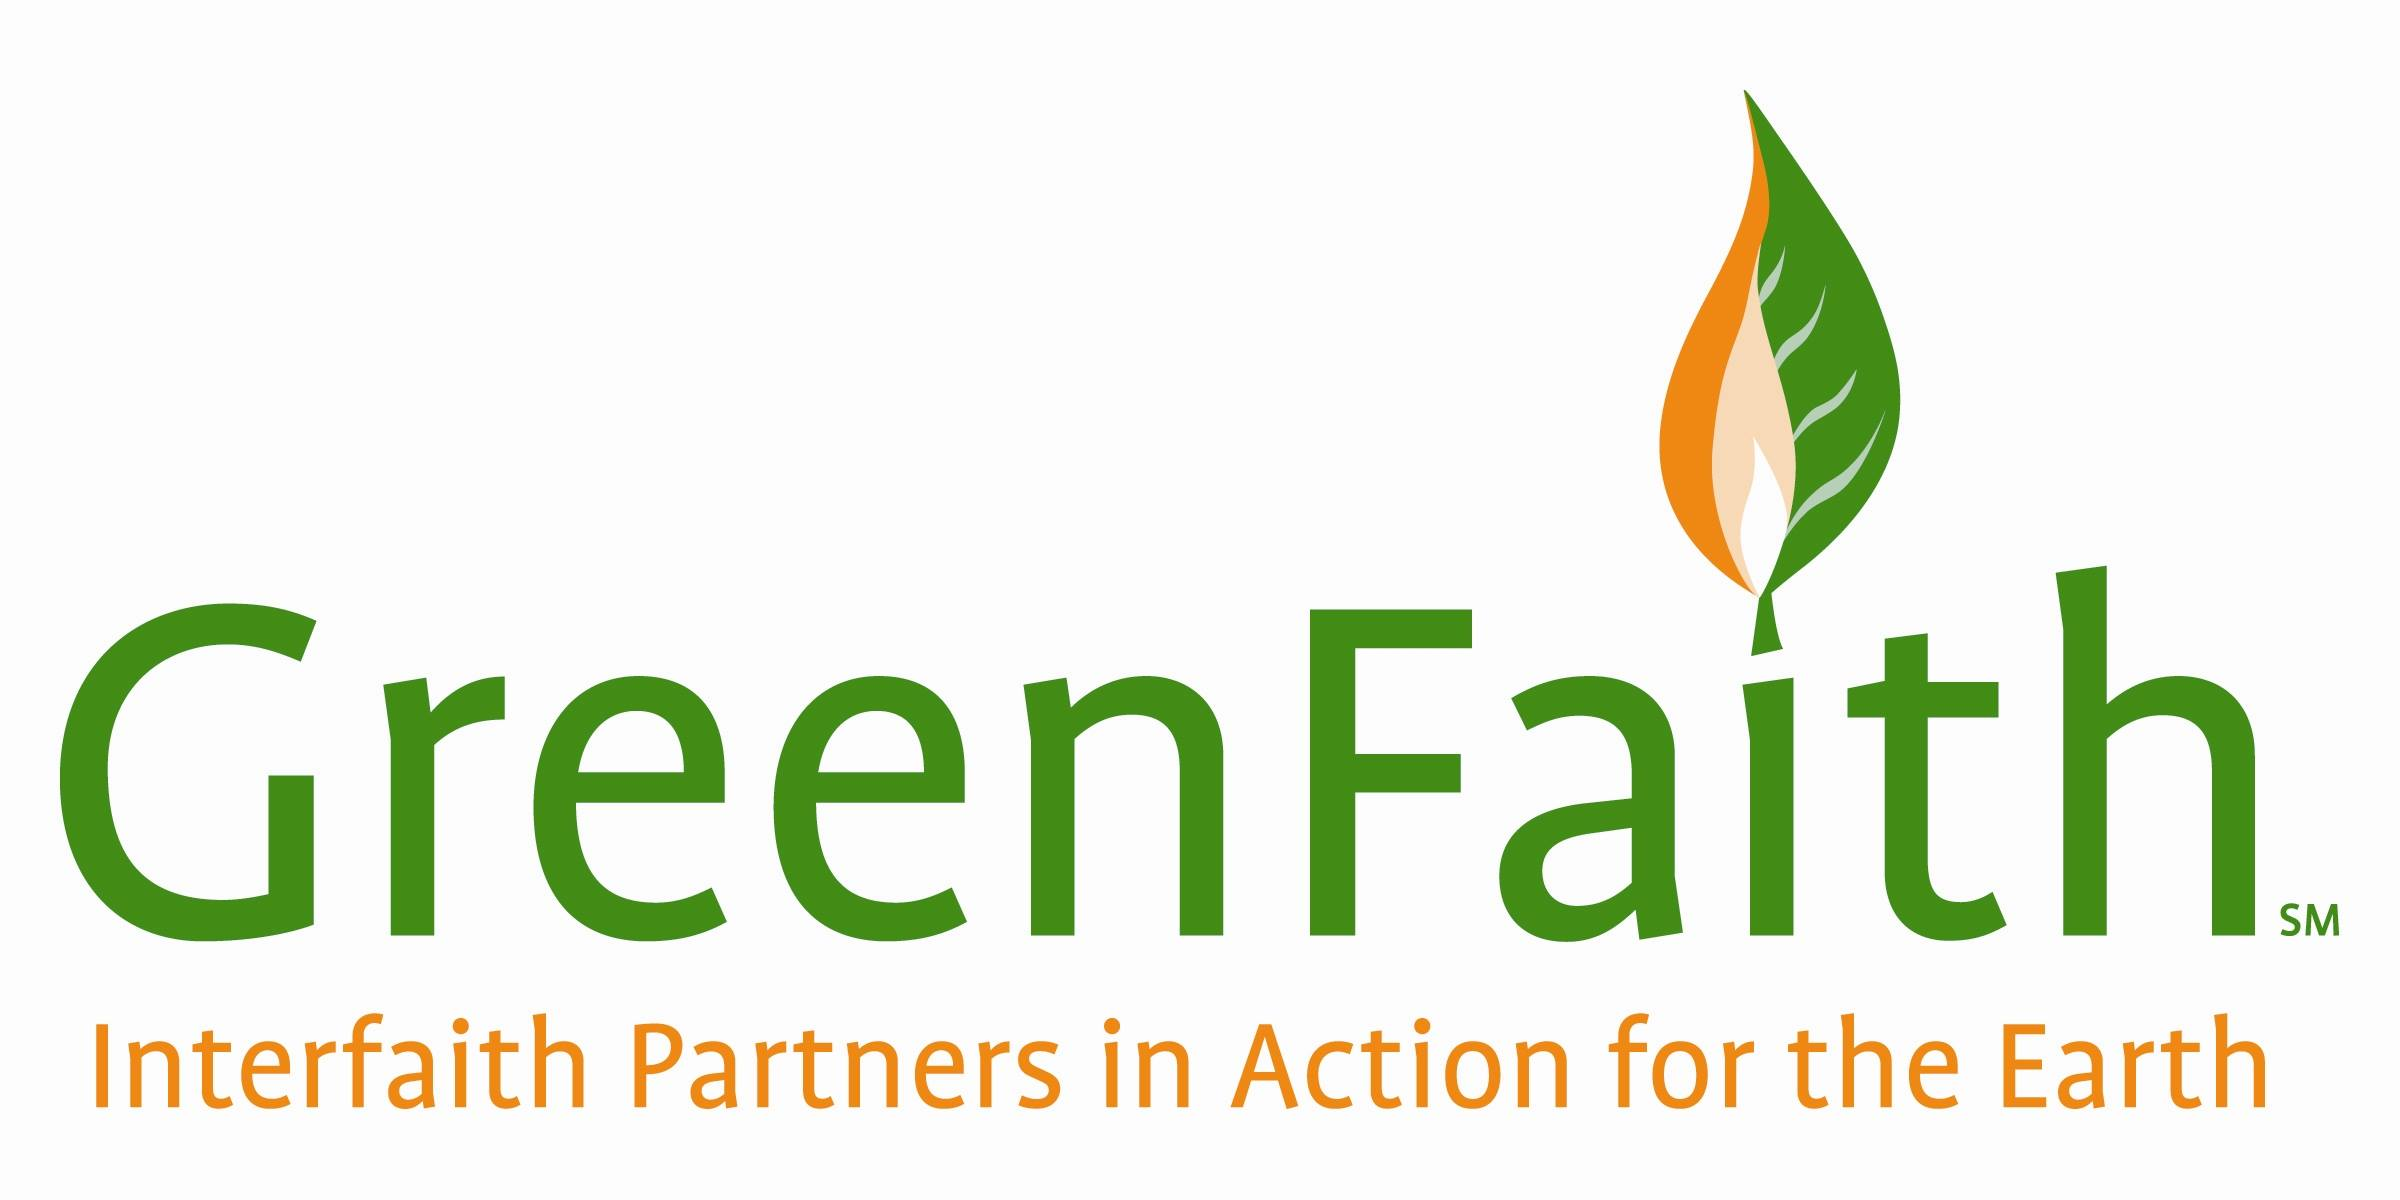 GreenFaith SM
Interfaith Partners in Action for the Earth